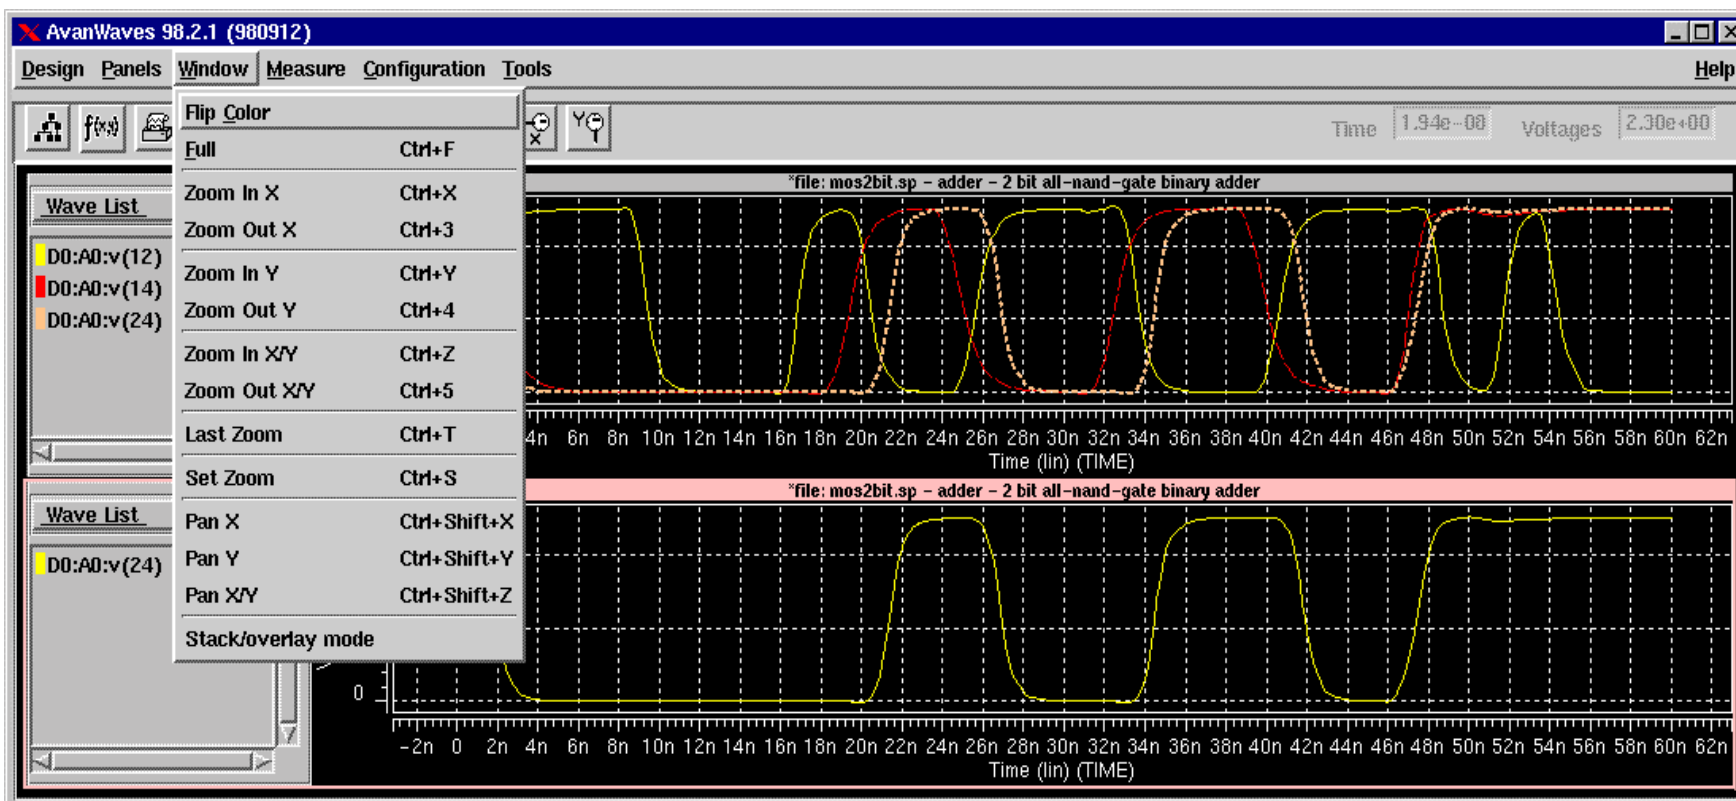 AvanWaves 98.2.1 (980912)
Design Panels Window Measure Configuration Tools Help
f(x,y) X Y Time 1.94e-08 Voltages 2.30e+00
Flip Color
Full Ctrl+F
Zoom In X Ctrl+X
Zoom Out X Ctrl+3
Zoom In Y Ctrl+Y
Zoom Out Y Ctrl+4
Zoom In X/Y Ctrl+Z
Zoom Out X/Y Ctrl+5
Last Zoom Ctrl+T
Set Zoom Ctrl+S
Pan X Ctrl+Shift+X
Pan Y Ctrl+Shift+Y
Pan X/Y Ctrl+Shift+Z
Stack/overlay mode
*file: mos2bit.sp - adder - 2 bit all-nand-gate binary adder
Wave List
D0:A0:v(12)
D0:A0:v(14)
D0:A0:v(24)
4n 6n 8n 10n 12n 14n 16n 18n 20n 22n 24n 26n 28n 30n 32n 34n 36n 38n 40n 42n 44n 46n 48n 50n 52n 54n 56n 58n 60n 62n
Time (lin) (TIME)
*file: mos2bit.sp - adder - 2 bit all-nand-gate binary adder
Wave List
D0:A0:v(24)
0
-2n 0 2n 4n 6n 8n 10n 12n 14n 16n 18n 20n 22n 24n 26n 28n 30n 32n 34n 36n 38n 40n 42n 44n 46n 48n 50n 52n 54n 56n 58n 60n 62n
Time (lin) (TIME)